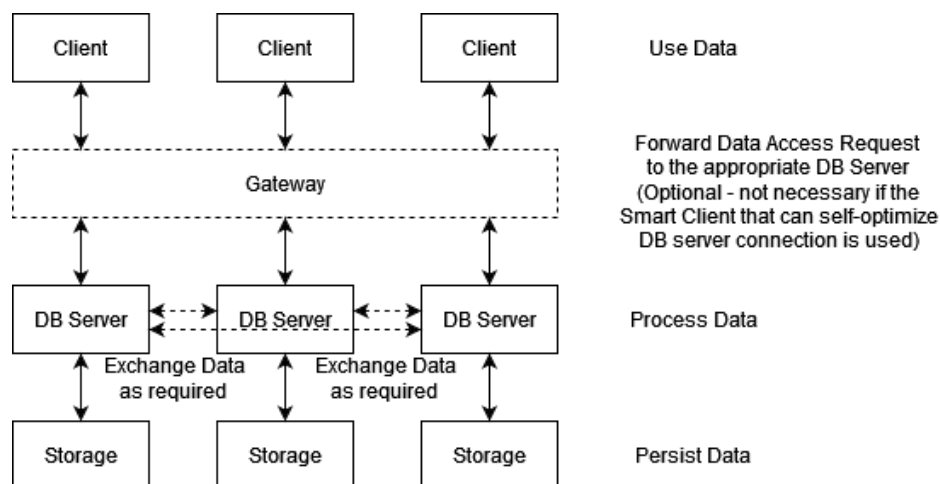 Client
Client
Client
Use Data
Gateway
Forward Data Access Request
to the appropriate DB Server
(Optional - not necessary if the
Smart Client that can self-optimize
DB server connection is used)
DB Server
DB Server
DB Server
Process Data
Exchange Data
as required
Exchange Data
as required
Storage
Storage
Storage
Persist Data